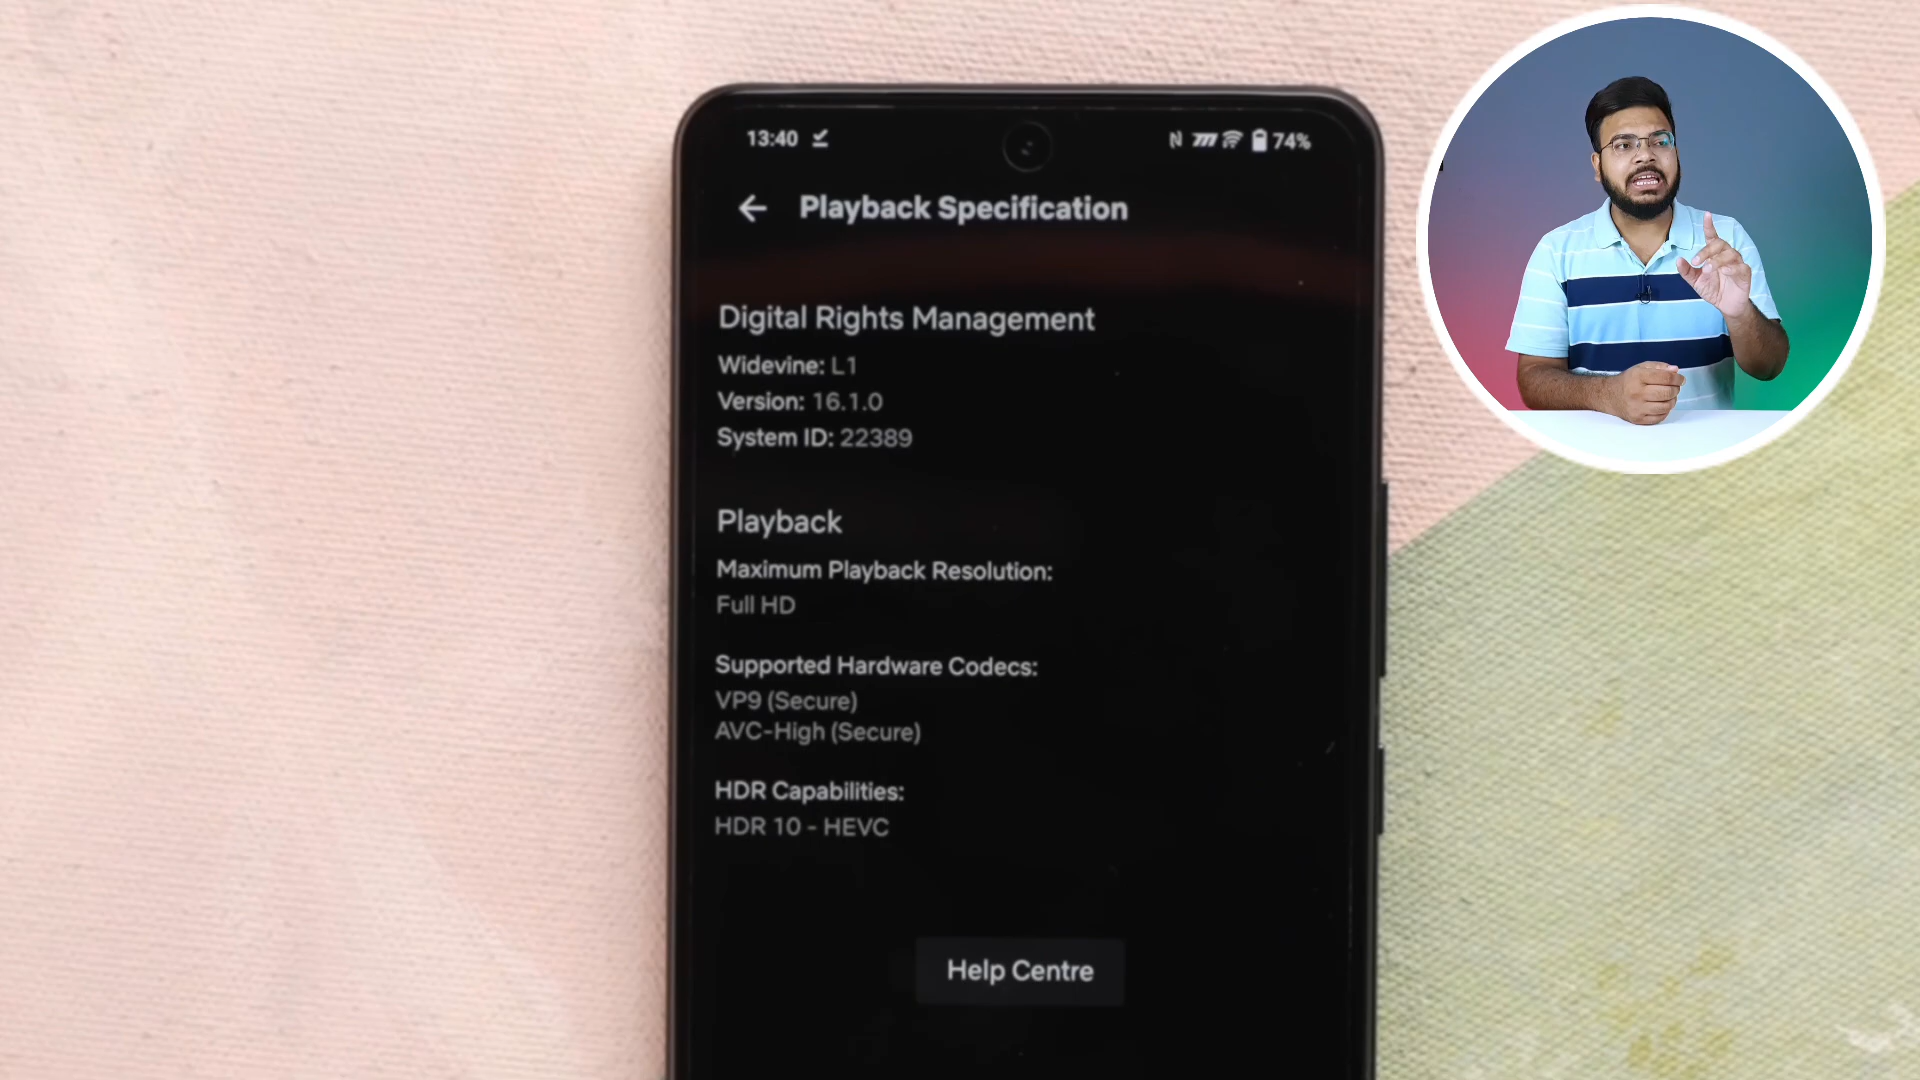 13:40 74%
Playback Specification
Digital Rights Management
Widevine: L1
Version: 16.1.0
System ID: 22389
Playback
Maximum Playback Resolution:
Full HD
Supported Hardware Codecs:
VP9 (Secure)
AVC-High (Secure)
HDR Capabilities:
HDR 10 - HEVC
Help Centre